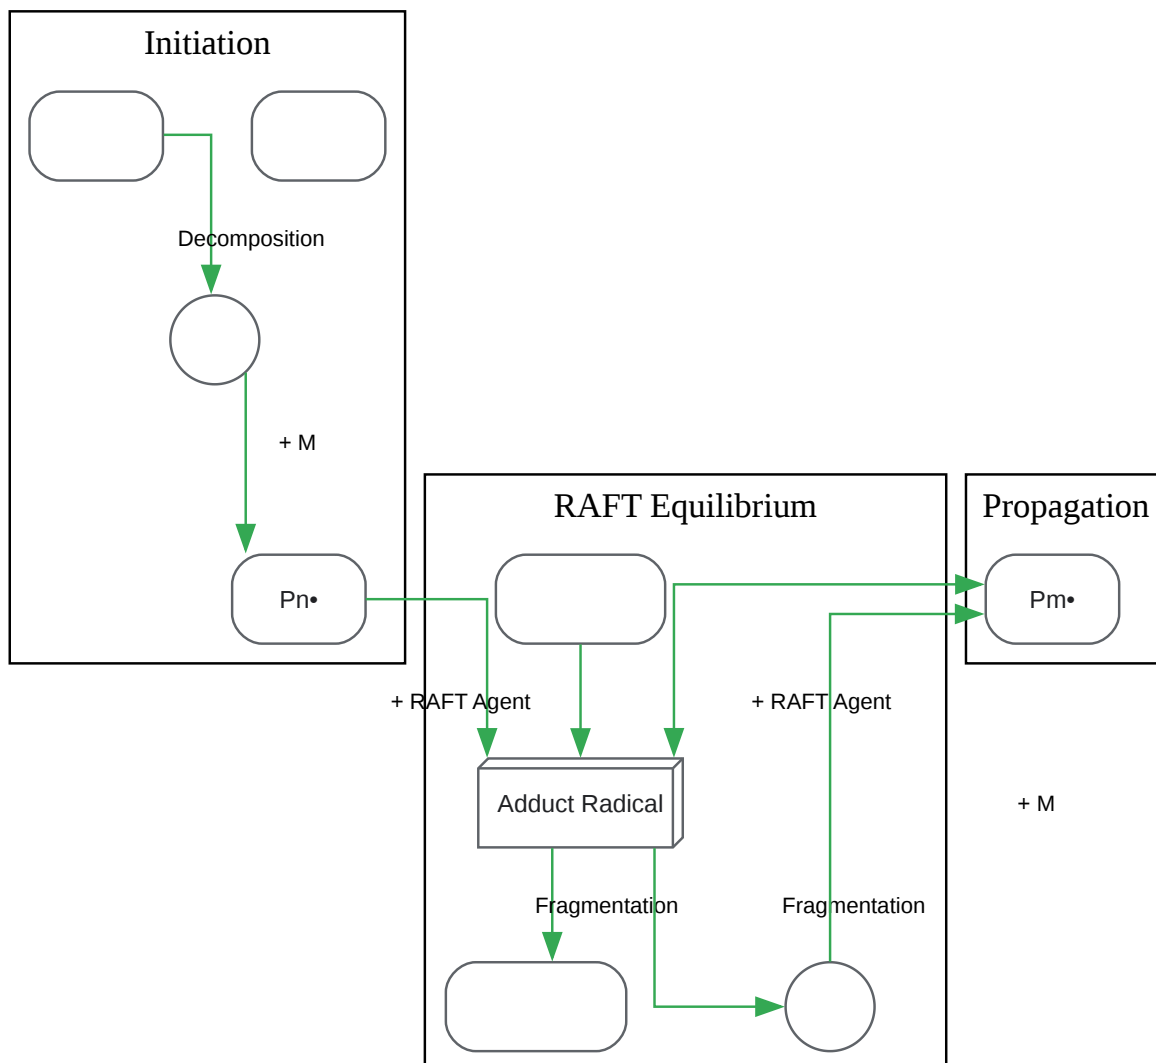 Initiation
Decomposition
+ M
RAFT Equilibrium
Propagation
Pn•
Pm•
+ RAFT Agent
+ RAFT Agent
Adduct Radical
+ M
Fragmentation
Fragmentation